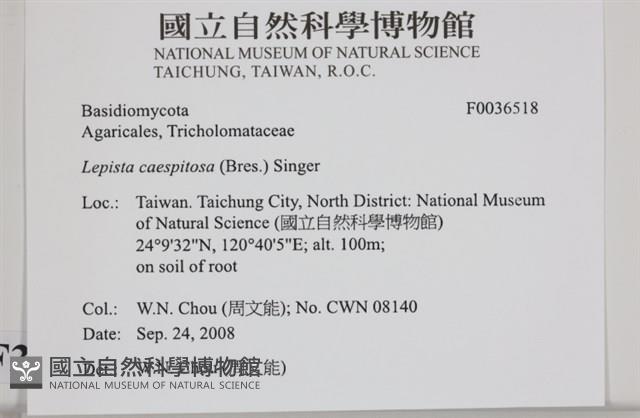 國立自然科學博物館
NATIONAL MUSEUM OF NATURAL SCIENCE
TAICHUNG, TAIWAN, R.O.C.
Basidiomycota F0036518
Agaricales, Tricholomataceae
Lepista caespitosa (Bres.) Singer
Loc.: Taiwan. Taichung City, North District: National Museum
of Natural Science (國立自然科學博物館)
24°9'32"N, 120°40'5"E; alt. 100m;
on soil of root
Col.: W.N. Chou (周文能); No. CWN 08140
Date: Sep. 24, 2008
國立自然科學博物館
NATIONAL MUSEUM OF NATURAL SCIENCE